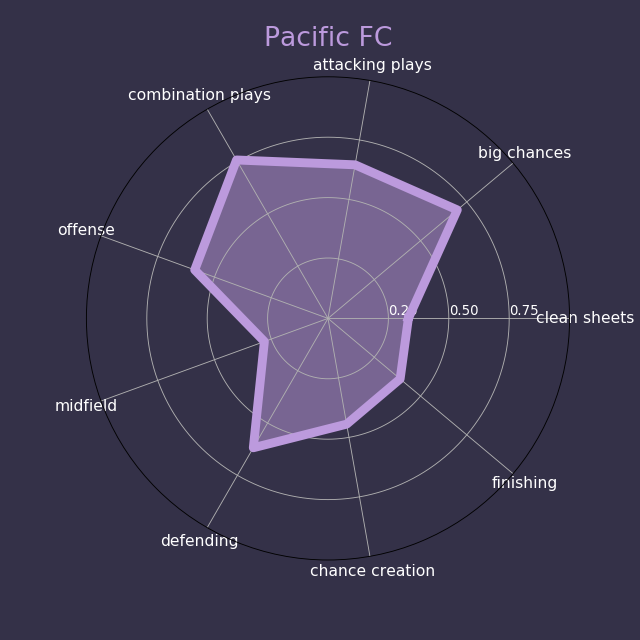 Pacific FC
attacking plays
combination plays
big chances
offense
0.50
0.75
clean sheets
midfield
finishing
defending
chance creation